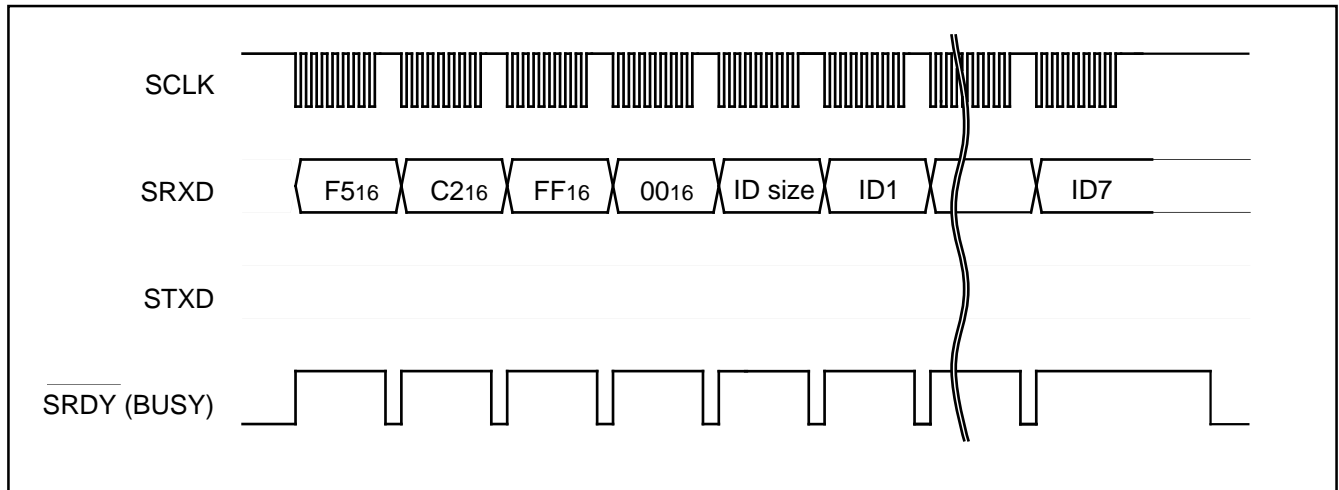 SCLK
SRXD F516 C216 FF16 0016 ID size ID1 ID7
STXD
SRDY (BUSY)